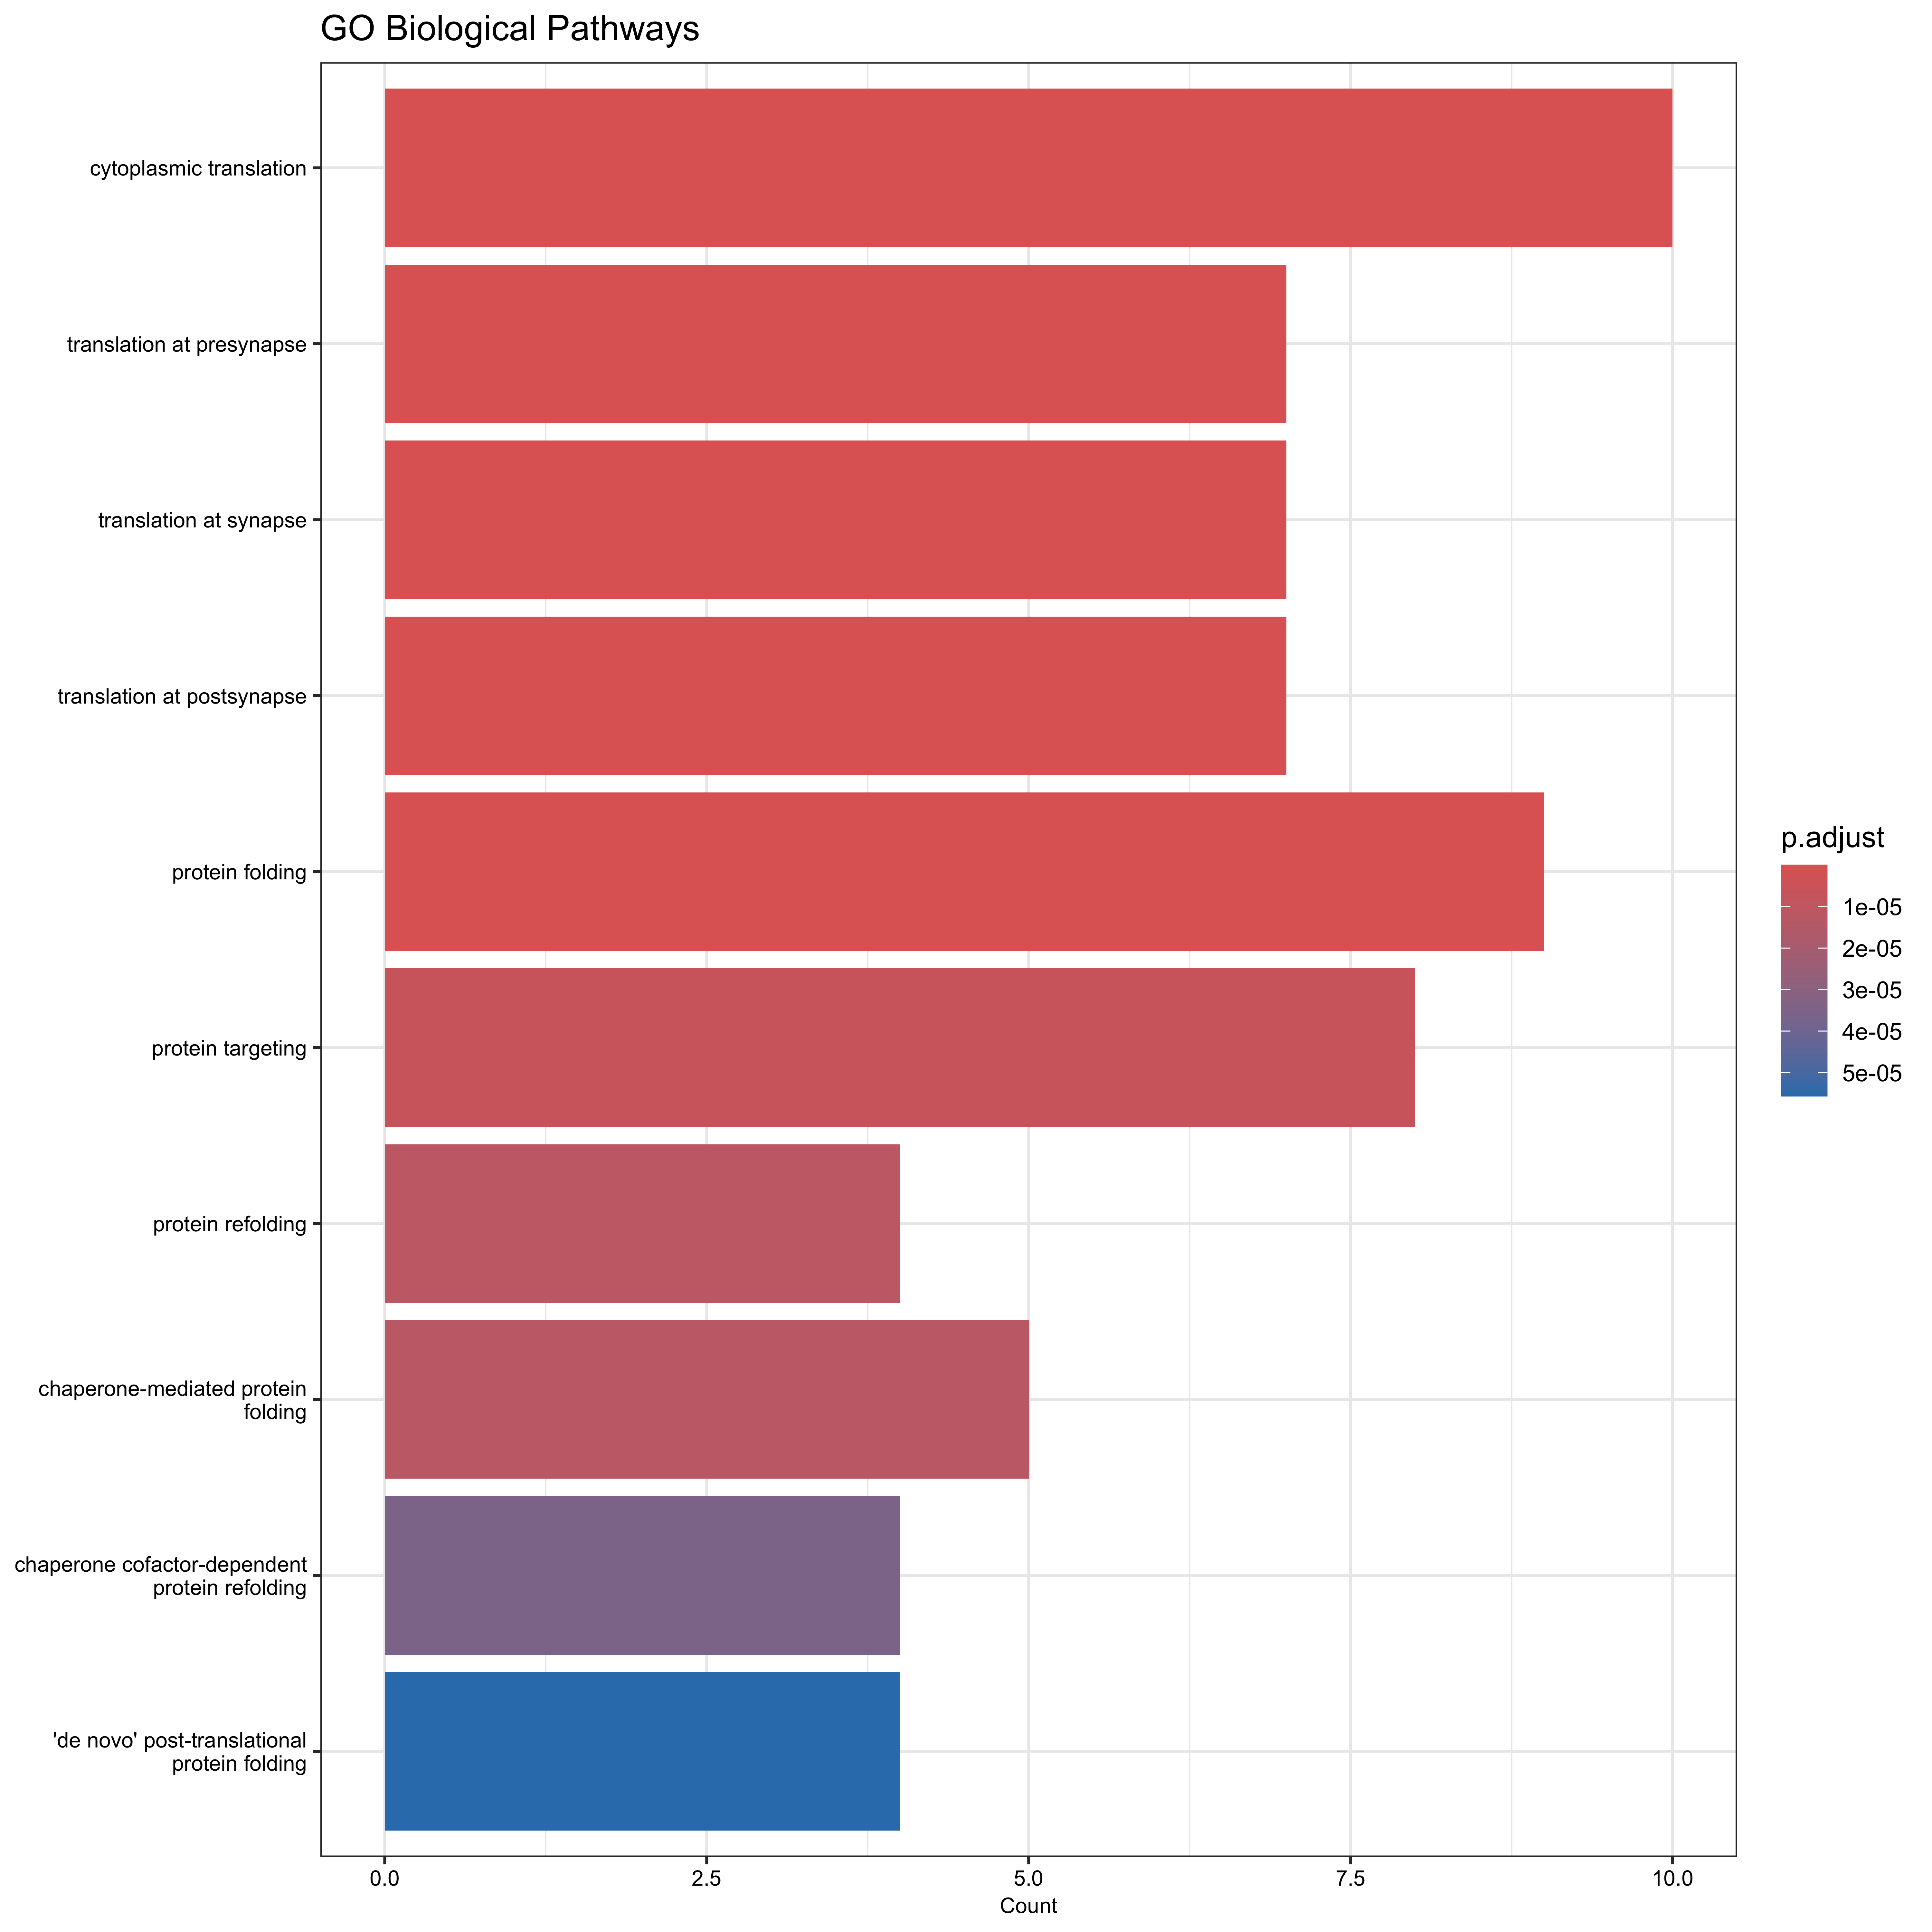 GO Biological Pathways
cytoplasmic translation
translation at presynapse
translation at synapse
translation at postsynapse
protein folding
protein targeting
protein refolding
chaperone-mediated protein
folding
chaperone cofactor-dependent
protein refolding
'de novo' post-translational
protein folding
0.0 2.5 5.0 7.5 10.0
Count
p.adjust
1e-05
2e-05
3e-05
4e-05
5e-05